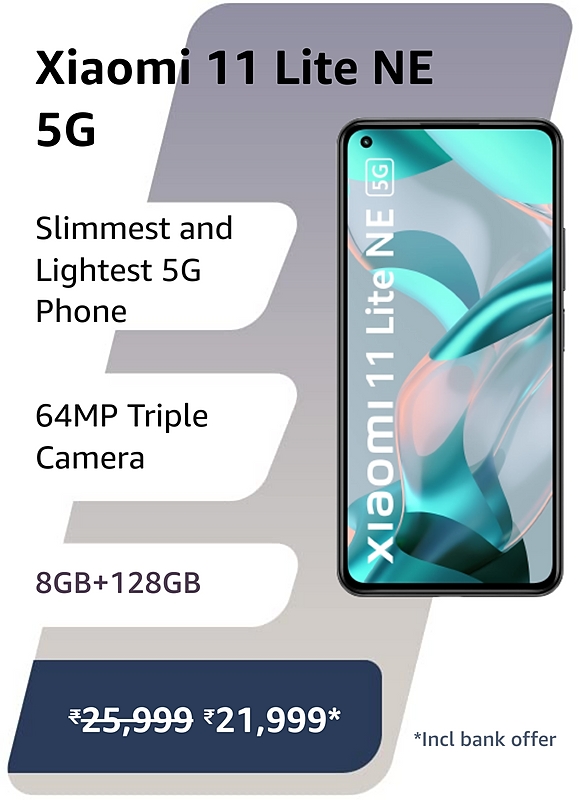 Xiaomi 11 Lite NE
5G
Slimmest and
Lightest 5G
Phone
64MP Triple
Camera
8GB+128GB
₹25,999 ₹21,999*
*Incl bank offer
xiaomi 11 Lite NE 5G